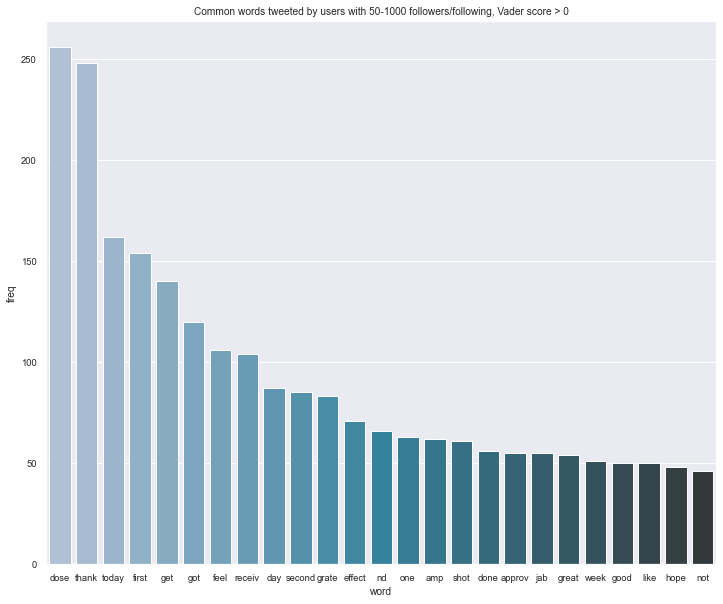 Common words tweeted by users with 50-1000 followers/following, Vader score > 0
250
200
150
100
50
0
freq
dose thank today first get got feel receiv day second grate effect nd one amp shot done approv jab great week good like hope not
word